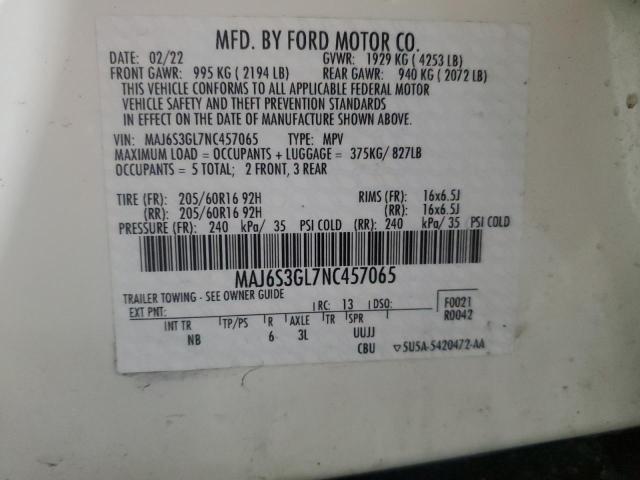 MFD. BY FORD MOTOR CO.
DATE: 02/22 GVWR: 1929 KG ( 4253 LB)
FRONT GAWR: 995 KG ( 2194 LB) REAR GAWR: 940 KG ( 2072 LB)
THIS VEHICLE CONFORMS TO ALL APPLICABLE FEDERAL MOTOR
VEHICLE SAFETY AND THEFT PREVENTION STANDARDS
IN EFFECT ON THE DATE OF MANUFACTURE SHOWN ABOVE.
VIN: MAJ6S3GL7NC457065 TYPE: MPV
MAXIMUM LOAD = OCCUPANTS + LUGGAGE = 375KG/ 827LB
OCCUPANTS = 5 TOTAL; 2 FRONT, 3 REAR
TIRE (FR): 205/60R16 92H RIMS (FR): 16x6.5J
(RR): 205/60R16 92H (RR): 16x6.5J
PRESSURE (FR): 240 kPa/ 35 PSI COLD (RR): 240 kPa/ 35 PSI COLD
MAJ6S3GL7NC457065
TRAILER TOWING - SEE OWNER GUIDE
EXT PNT: RC: 13 DSO: F0021
R0042
INT TR TP/PS R AXLE TR SPR
NB 6 3L UUJJ
CBU ▽5U5A-5420472-AA